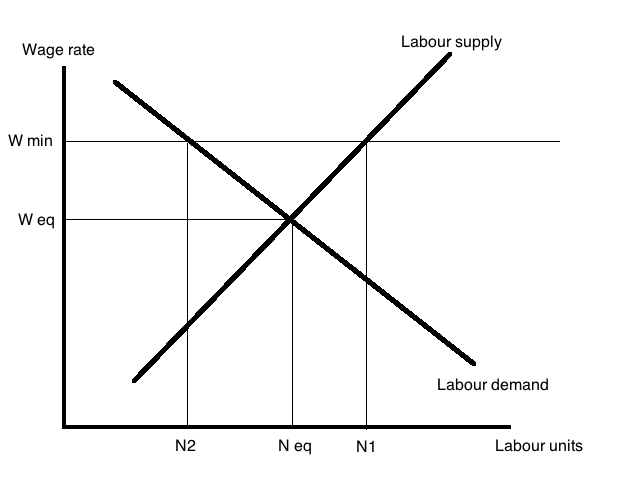 Labour supply
Wage rate
W min
W eq
Labour demand
N2
N eq
N1
Labour units